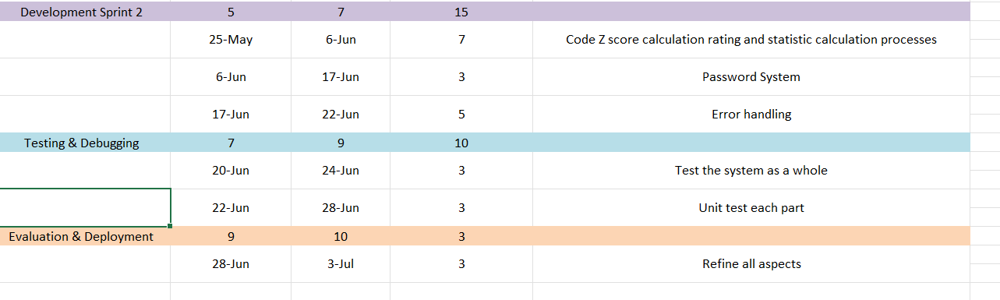 Development Sprint 2 5 7 15
25-May 6-Jun 7 Code Z score calculation rating and statistic calculation processes
6-Jun 17-Jun 3 Password System
17-Jun 22-Jun 5 Error handling
Testing & Debugging 7 9 10
20-Jun 24-Jun 3 Test the system as a whole
22-Jun 28-Jun 3 Unit test each part
Evaluation & Deployment 9 10 3
28-Jun 3-Jul 3 Refine all aspects